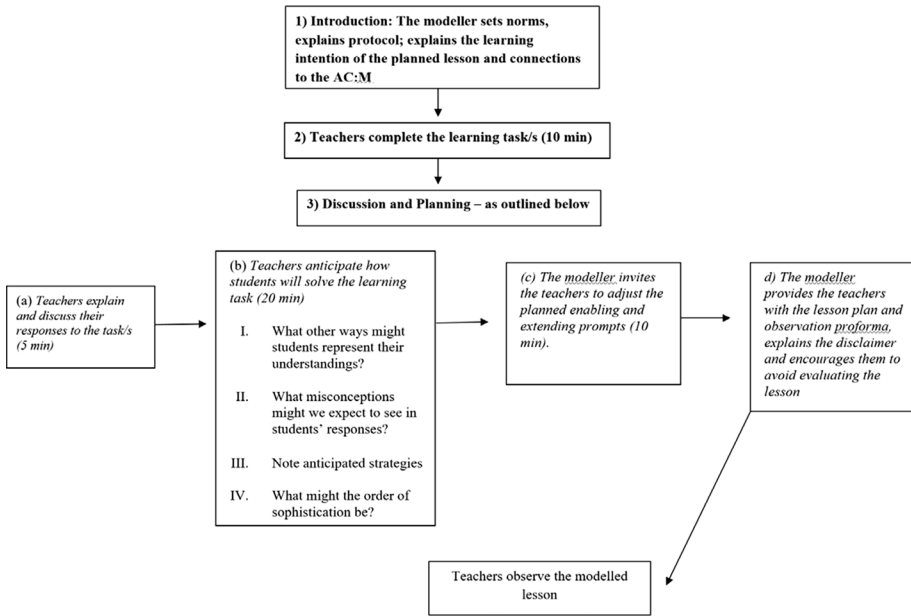 1) Introduction: The modeller sets norms,
explains protocol; explains the learning
intention of the planned lesson and connections
to the AC:M
2) Teachers complete the learning task/s (10 min)
3) Discussion and Planning – as outlined below
(a) Teachers explain
and discuss their
responses to the task/s
(5 min)
(b) Teachers anticipate how
students will solve the learning
task (20 min)
I. What other ways might
students represent their
understandings?
II. What misconceptions
might we expect to see in
students' responses?
III. Note anticipated strategies
IV. What might the order of
sophistication be?
(c) The modeller invites
the teachers to adjust the
planned enabling and
extending prompts (10
min).
d) The modeller
provides the teachers
with the lesson plan and
observation proforma,
explains the disclaimer
and encourages them to
avoid evaluating the
lesson
Teachers observe the modelled
lesson